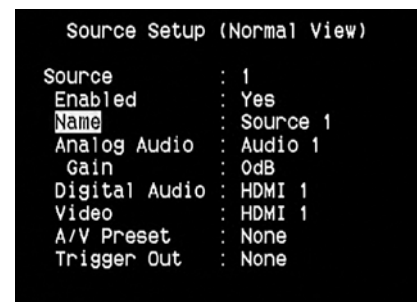 Source Setup (Normal View)
Source : 1
Enabled : Yes
Name : Source 1
Analog Audio : Audio 1
Gain : 0dB
Digital Audio : HDMI 1
Video : HDMI 1
A/V Preset : None
Trigger Out : None